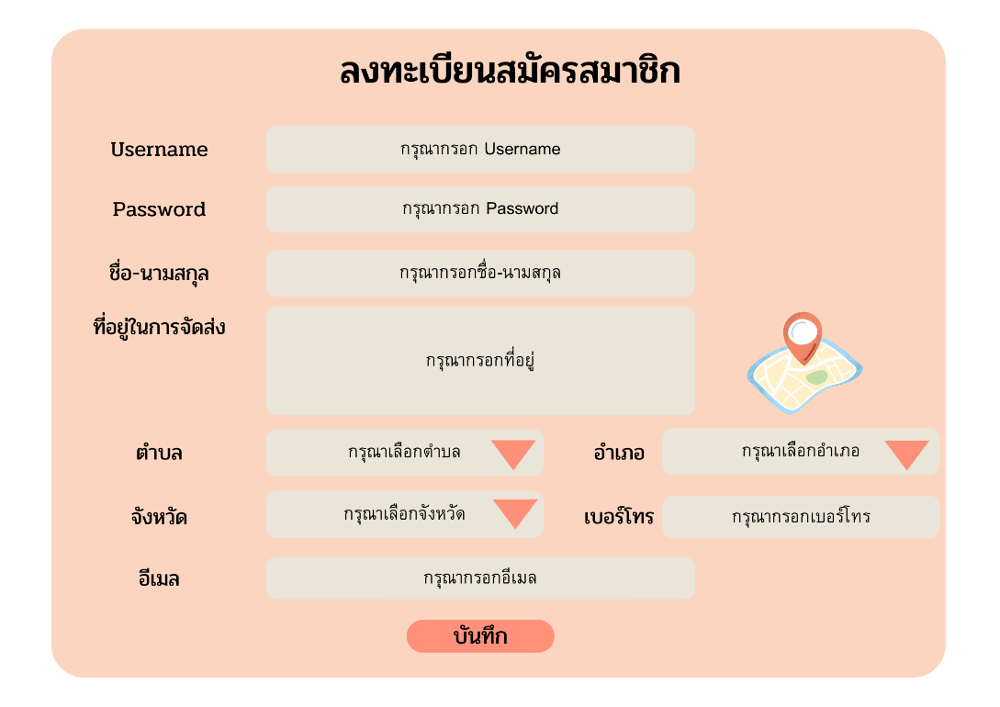 ลงทะเบียนสมัครสมาชิก
Username กรุณากรอก Username
Password กรุณากรอก Password
ชื่อ-นามสกุล กรุณากรอกชื่อ-นามสกุล
ที่อยู่ในการจัดส่ง
กรุณากรอกที่อยู่
ตำบล กรุณาเลือกตำบล อำเภอ กรุณาเลือกอำเภอ
จังหวัด กรุณาเลือกจังหวัด เบอร์โทร กรุณากรอกเบอร์โทร
อีเมล กรุณากรอกอีเมล
บันทึก